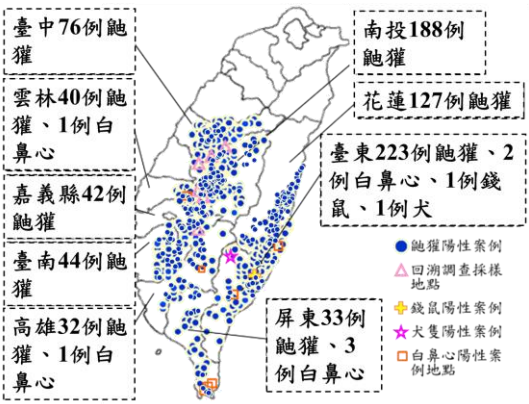 臺中76例鼬
獾
雲林40例鼬
獾、1例白
鼻心
嘉義縣42例
鼬獾
臺南44例鼬獾
高雄32例鼬
獾、1例白
鼻心
南投188例
鼬獾
花蓮127例鼬獾
臺東223例鼬獾、2
例白鼻心、1例錢
鼠、1例犬
屏東33例
鼬獾、3
例白鼻心
鼬獾陽性案例
回溯調查採樣
地點
錢鼠陽性案例
犬隻陽性案例
白鼻心陽性案
例地點